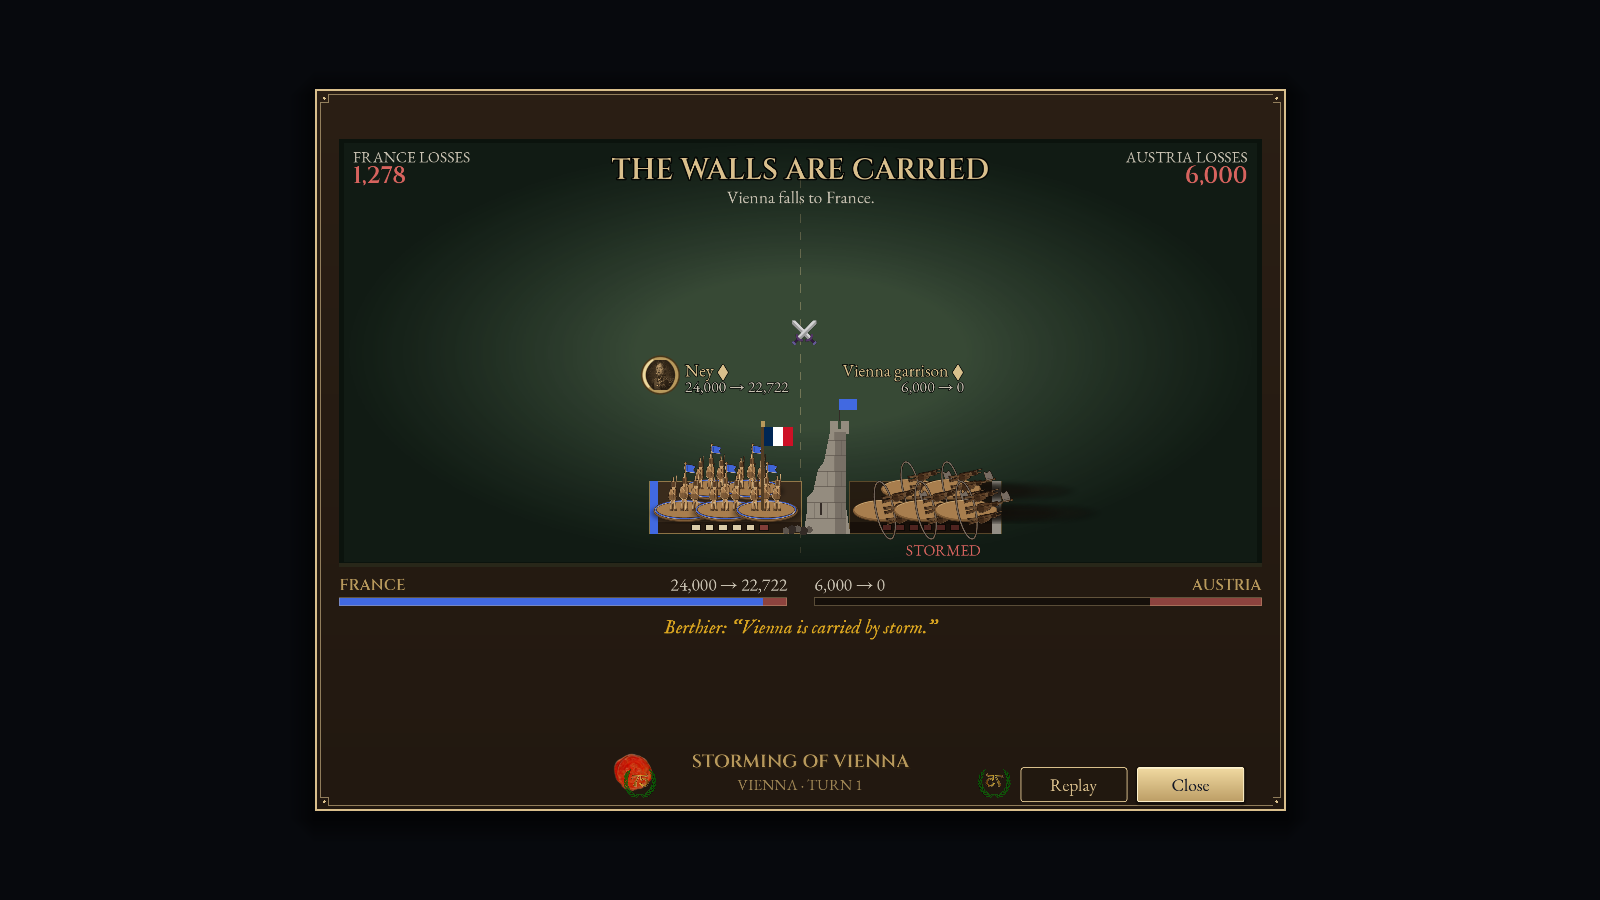 FRANCE LOSSES
1,278
THE WALLS ARE CARRIED
Vienna falls to France.
AUSTRIA LOSSES
6,000
Ney
24,000 → 22,722
Vienna garrison
6,000 → 0
STORMED
FRANCE
24,000 → 22,722
6,000 → 0
AUSTRIA
Berthier: “Vienna is carried by storm.”
STORMING OF VIENNA
VIENNA · TURN 1
Replay
Close